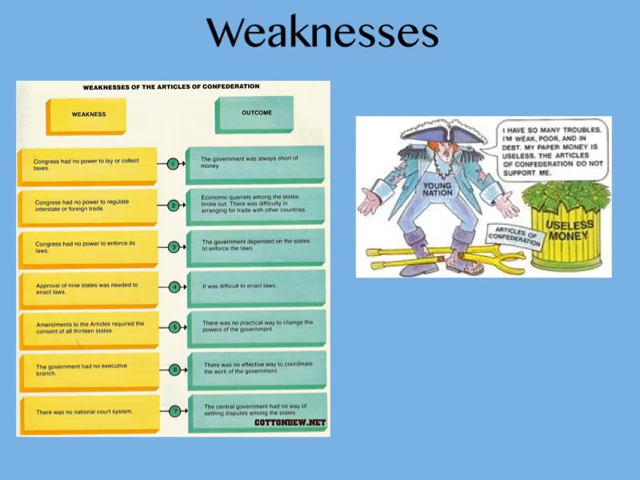 Weaknesses
WEAKNESSES OF THE ARTICLES OF CONFEDERATION
WEAKNESS
OUTCOME
Congress had no power to lay or collect
taxes.
1
The government was always short of
money.
Congress had no power to regulate
interstate or foreign trade.
2
Economic quarrels among the states
broke out. There was difficulty in
arranging for trade with other countries.
Congress had no power to enforce its
laws.
3
The government depended on the states
to enforce the laws.
Approval of nine states was needed to
enact laws.
4
It was difficult to enact laws.
Amendments to the Articles required the
consent of all thirteen states.
5
There was no practical way to change the
powers of the government.
The government had no executive
branch.
6
There was no effective way to coordinate
the work of the government.
There was no national court system.
7
The central government had no way of
settling disputes among the states.
COTTONDEW.NET
I HAVE SO MANY TROUBLES.
I'M WEAK, POOR, AND IN
DEBT. MY PAPER MONEY IS
USELESS. THE ARTICLES
OF CONFEDERATION DO NOT
SUPPORT ME.
YOUNG
NATION
ARTICLES OF
CONFEDERATION
USELESS
MONEY